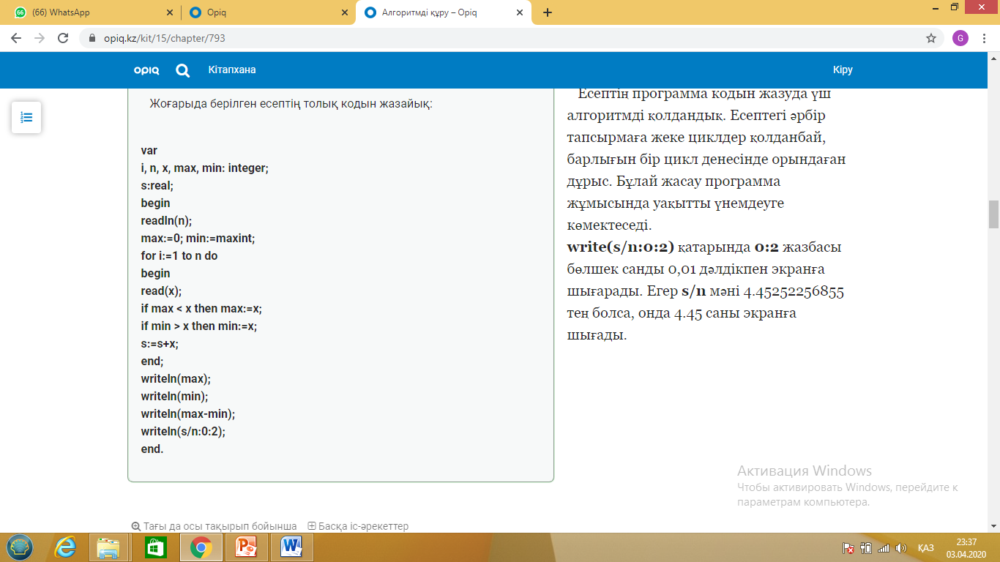 (66) WhatsApp
Opiq
Алгоритмді құру – Opiq
opiq.kz/kit/15/chapter/793
G
opiq
Кітапхана
Кіру
Жоғарыда берілген есептің толық кодын жазайық:
var
i, n, x, max, min: integer;
s:real;
begin
readln(n);
max:=0; min:=maxint;
for i:=1 to n do
begin
read(x);
if max < x then max:=x;
if min > x then min:=x;
s:=s+x;
end;
writeln(max);
writeln(min);
writeln(max-min);
writeln(s/n:0:2);
end.
Есептің программа кодын жазуда үш
алгоритмді қолдандық. Есептегі әрбір
тапсырмаға жеке циклдер қолданбай,
барлығын бір цикл денесінде орындаған
дұрыс. Бұлай жасау программа
жұмысында уақытты үнемдеуге
көмектеседі.
write(s/n:0:2) қатарында 0:2 жазбасы
бөлшек санды 0,01 дәлдікпен экранға
шығарады. Егер s/n мәні 4.45252256855
тең болса, онда 4.45 саны экранға
шығады.
Активация Windows
Чтобы активировать Windows, перейдите к
параметрам компьютера.
Тағы да осы тақырып бойынша
Басқа іс-әрекеттер
ҚАЗ
23:37
03.04.2020